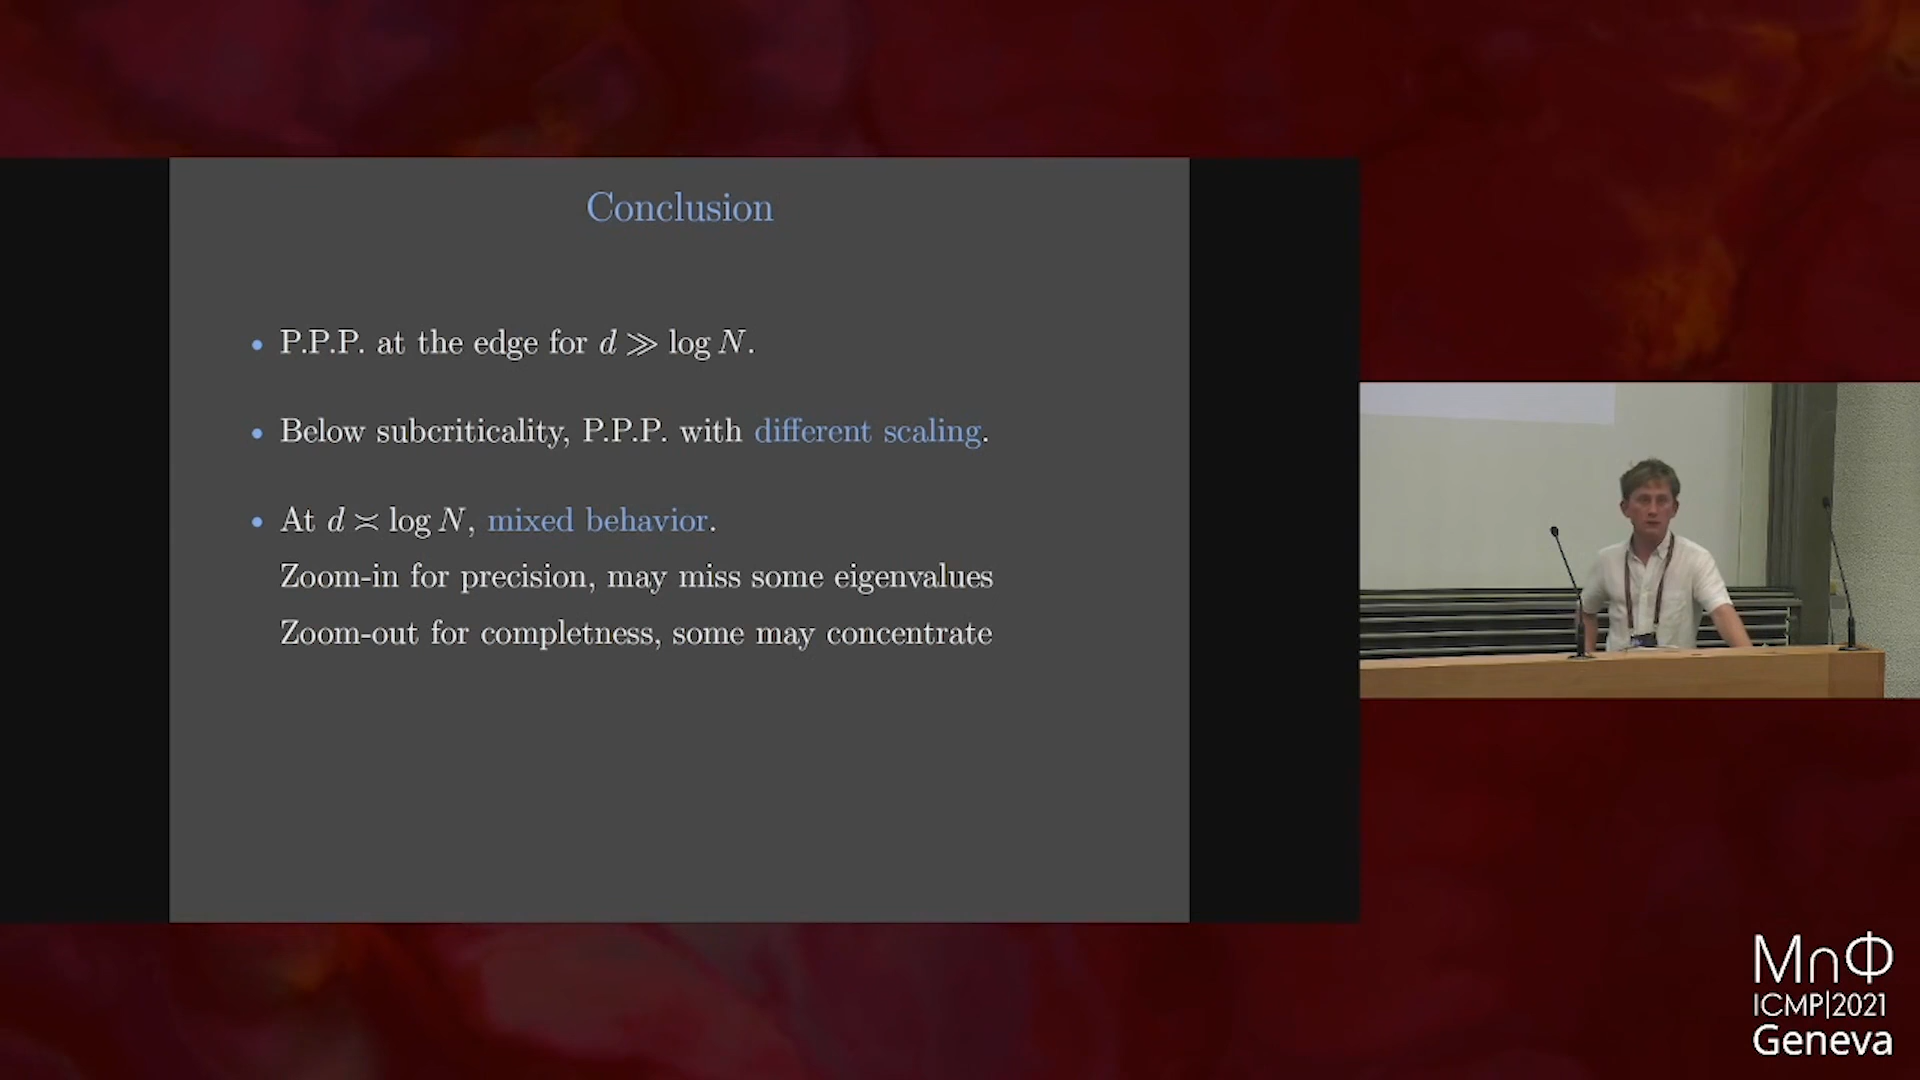 Conclusion
• P.P.P. at the edge for d ≫ log N.
• Below subcriticality, P.P.P. with different scaling.
• At d ≍ log N, mixed behavior.
Zoom-in for precision, may miss some eigenvalues
Zoom-out for completness, some may concentrate
M∩Φ
ICMP|2021
Geneva